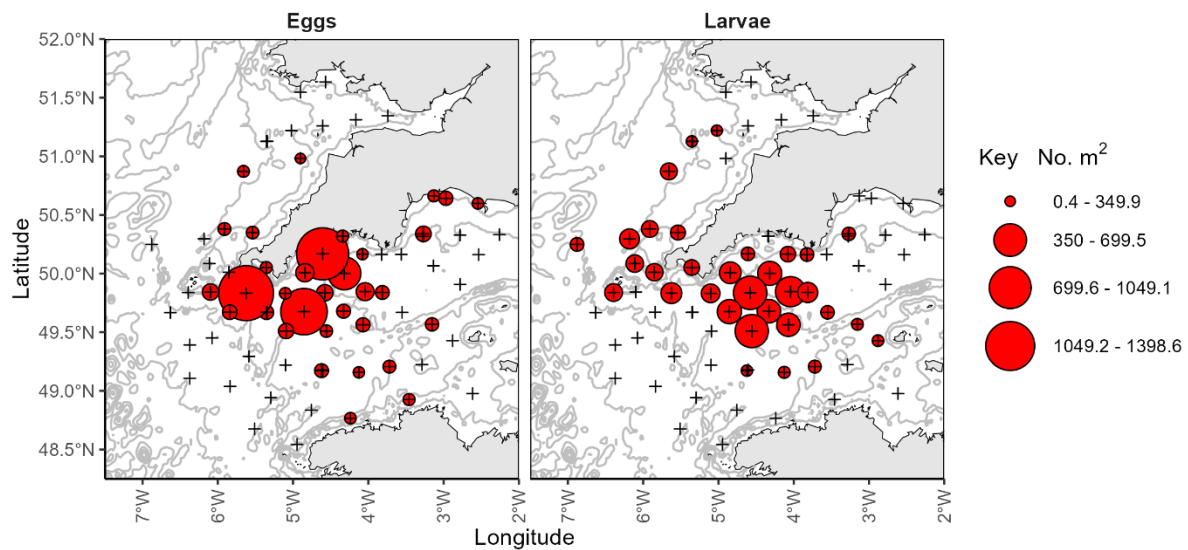 Eggs
Larvae
52.0°N
51.5°N
51.0°N
50.5°N
50.0°N
49.5°N
49.0°N
48.5°N
Latitude
7°W
6°W
5°W
4°W
3°W
2°W
7°W
6°W
5°W
4°W
3°W
2°W
Longitude
Key No. m²
0.4 - 349.9
350 - 699.5
699.6 - 1049.1
1049.2 - 1398.6